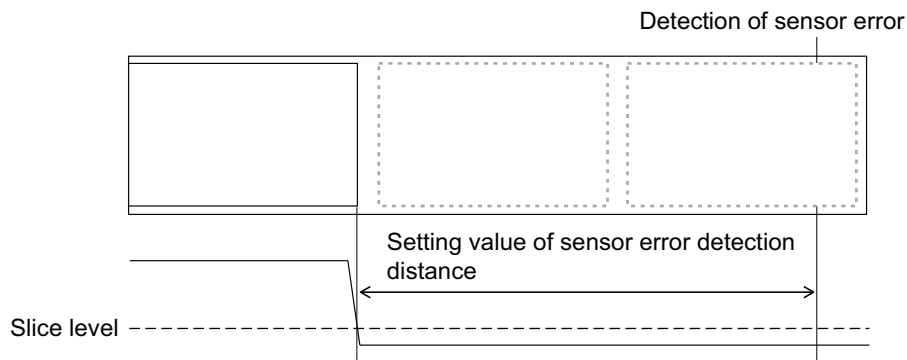 Detection of sensor error
Setting value of sensor error detection
distance
Slice level